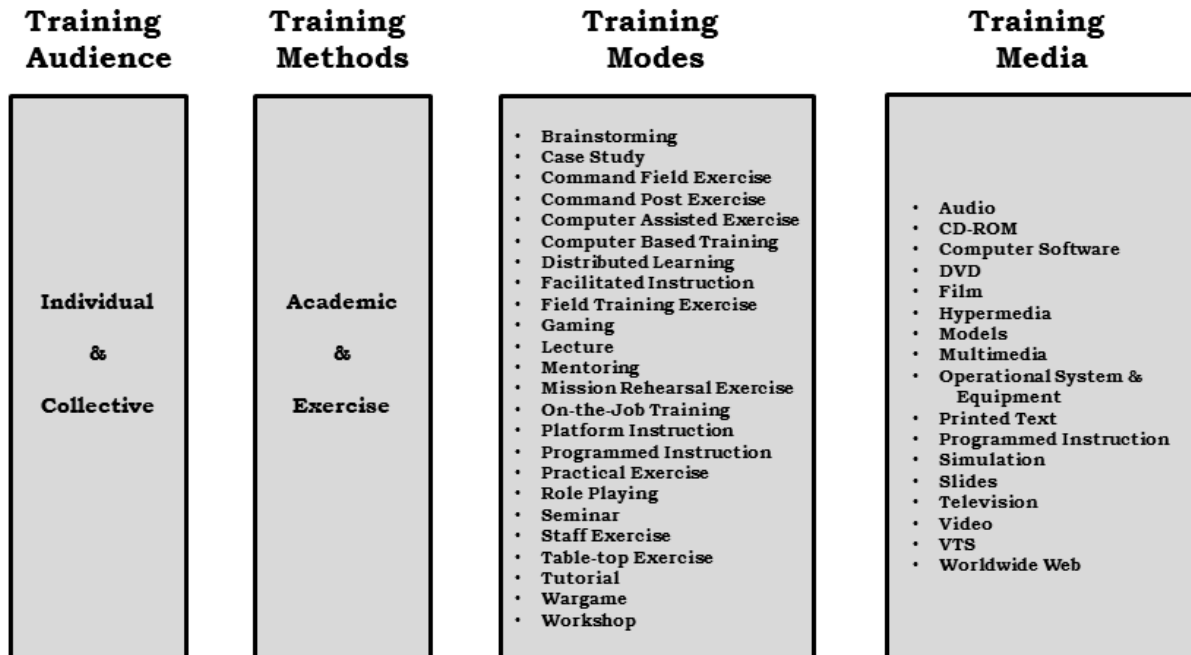 Training
Audience
Individual
&
Collective
Training
Methods
Academic
&
Exercise
Training
Modes
• Brainstorming
• Case Study
• Command Field Exercise
• Command Post Exercise
• Computer Assisted Exercise
• Computer Based Training
• Distributed Learning
• Facilitated Instruction
• Field Training Exercise
• Gaming
• Lecture
• Mentoring
• Mission Rehearsal Exercise
• On-the-Job Training
• Platform Instruction
• Programmed Instruction
• Practical Exercise
• Role Playing
• Seminar
• Staff Exercise
• Table-top Exercise
• Tutorial
• Wargame
• Workshop
Training
Media
• Audio
• CD-ROM
• Computer Software
• DVD
• Film
• Hypermedia
• Models
• Multimedia
• Operational System &
Equipment
• Printed Text
• Programmed Instruction
• Simulation
• Slides
• Television
• Video
• VTS
• Worldwide Web